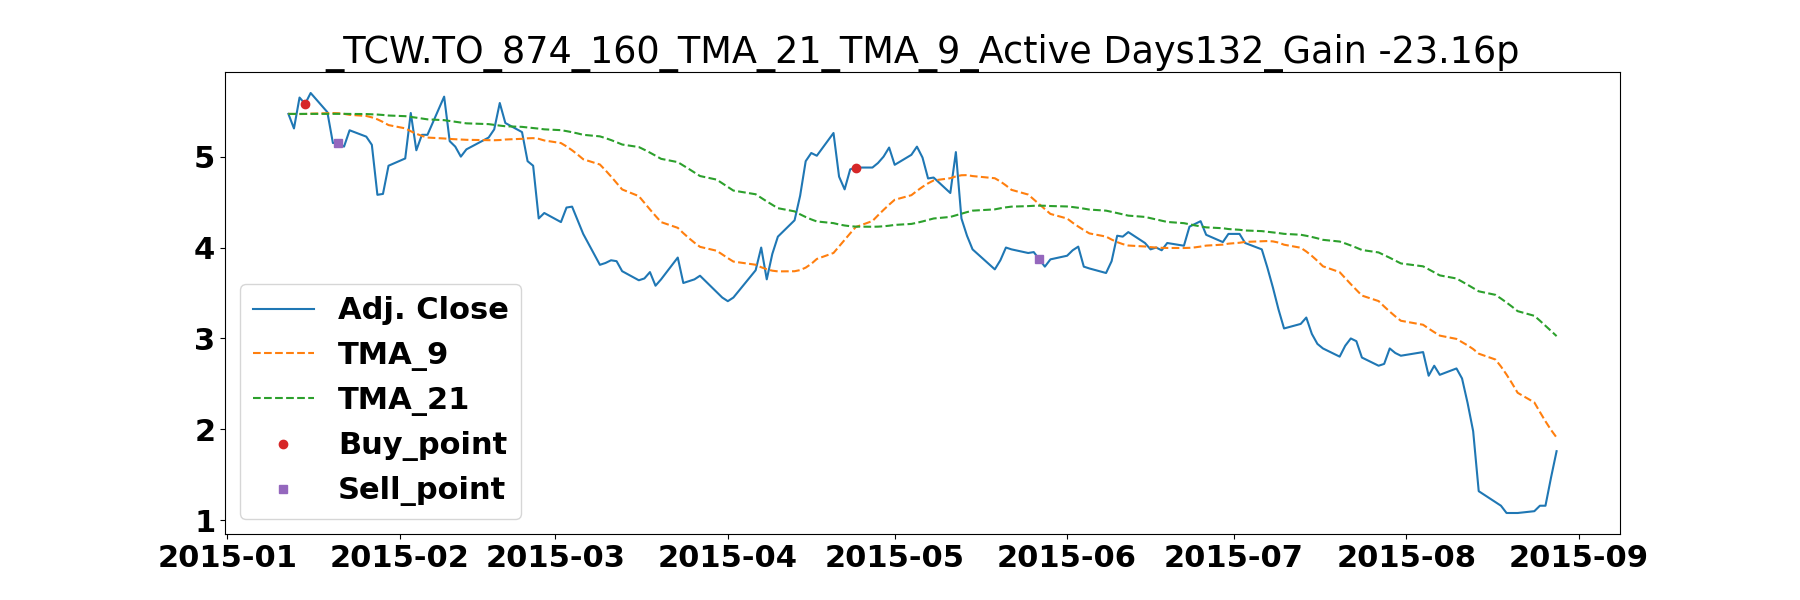 _TCW.TO_874_160_TMA_21_TMA_9_Active Days132_Gain -23.16p
5
4
3
2
1
Adj. Close
TMA_9
TMA_21
Buy_point
Sell_point
2015-01 2015-02 2015-03 2015-04 2015-05 2015-06 2015-07 2015-08 2015-09